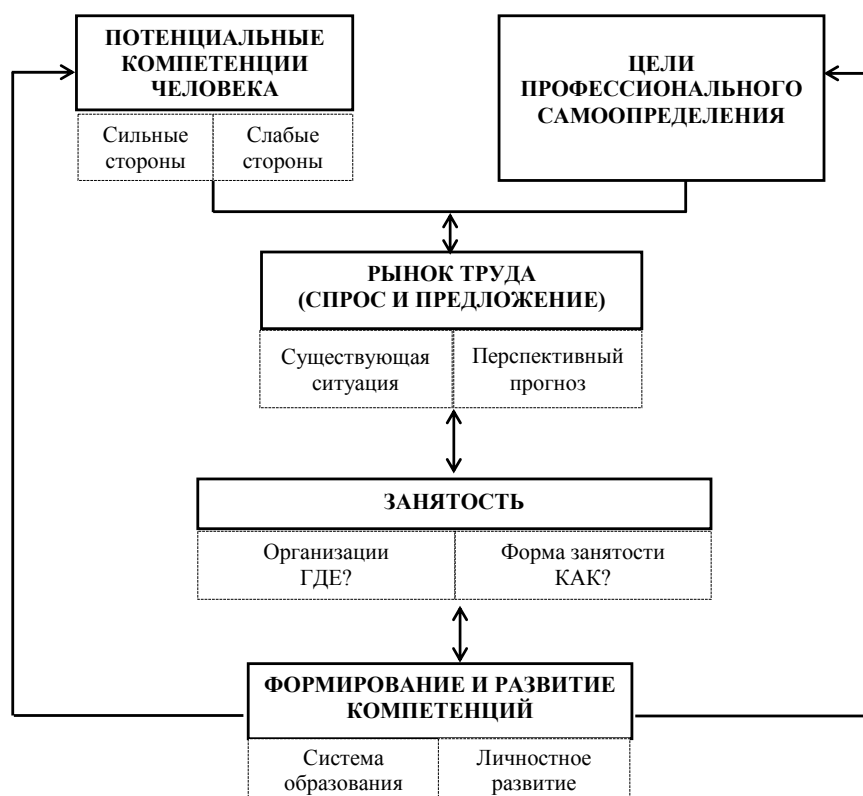 ПОТЕНЦИАЛЬНЫЕ
КОМПЕТЕНЦИИ
ЧЕЛОВЕКА
Сильные
стороны
Слабые
стороны
ЦЕЛИ
ПРОФЕССИОНАЛЬНОГО
САМООПРЕДЕЛЕНИЯ
РЫНОК ТРУДА
(СПРОС И ПРЕДЛОЖЕНИЕ)
Существующая
ситуация
Перспективный
прогноз
ЗАНЯТОСТЬ
Организации
ГДЕ?
Форма занятости
КАК?
ФОРМИРОВАНИЕ И РАЗВИТИЕ
КОМПЕТЕНЦИЙ
Система
образования
Личностное
развитие